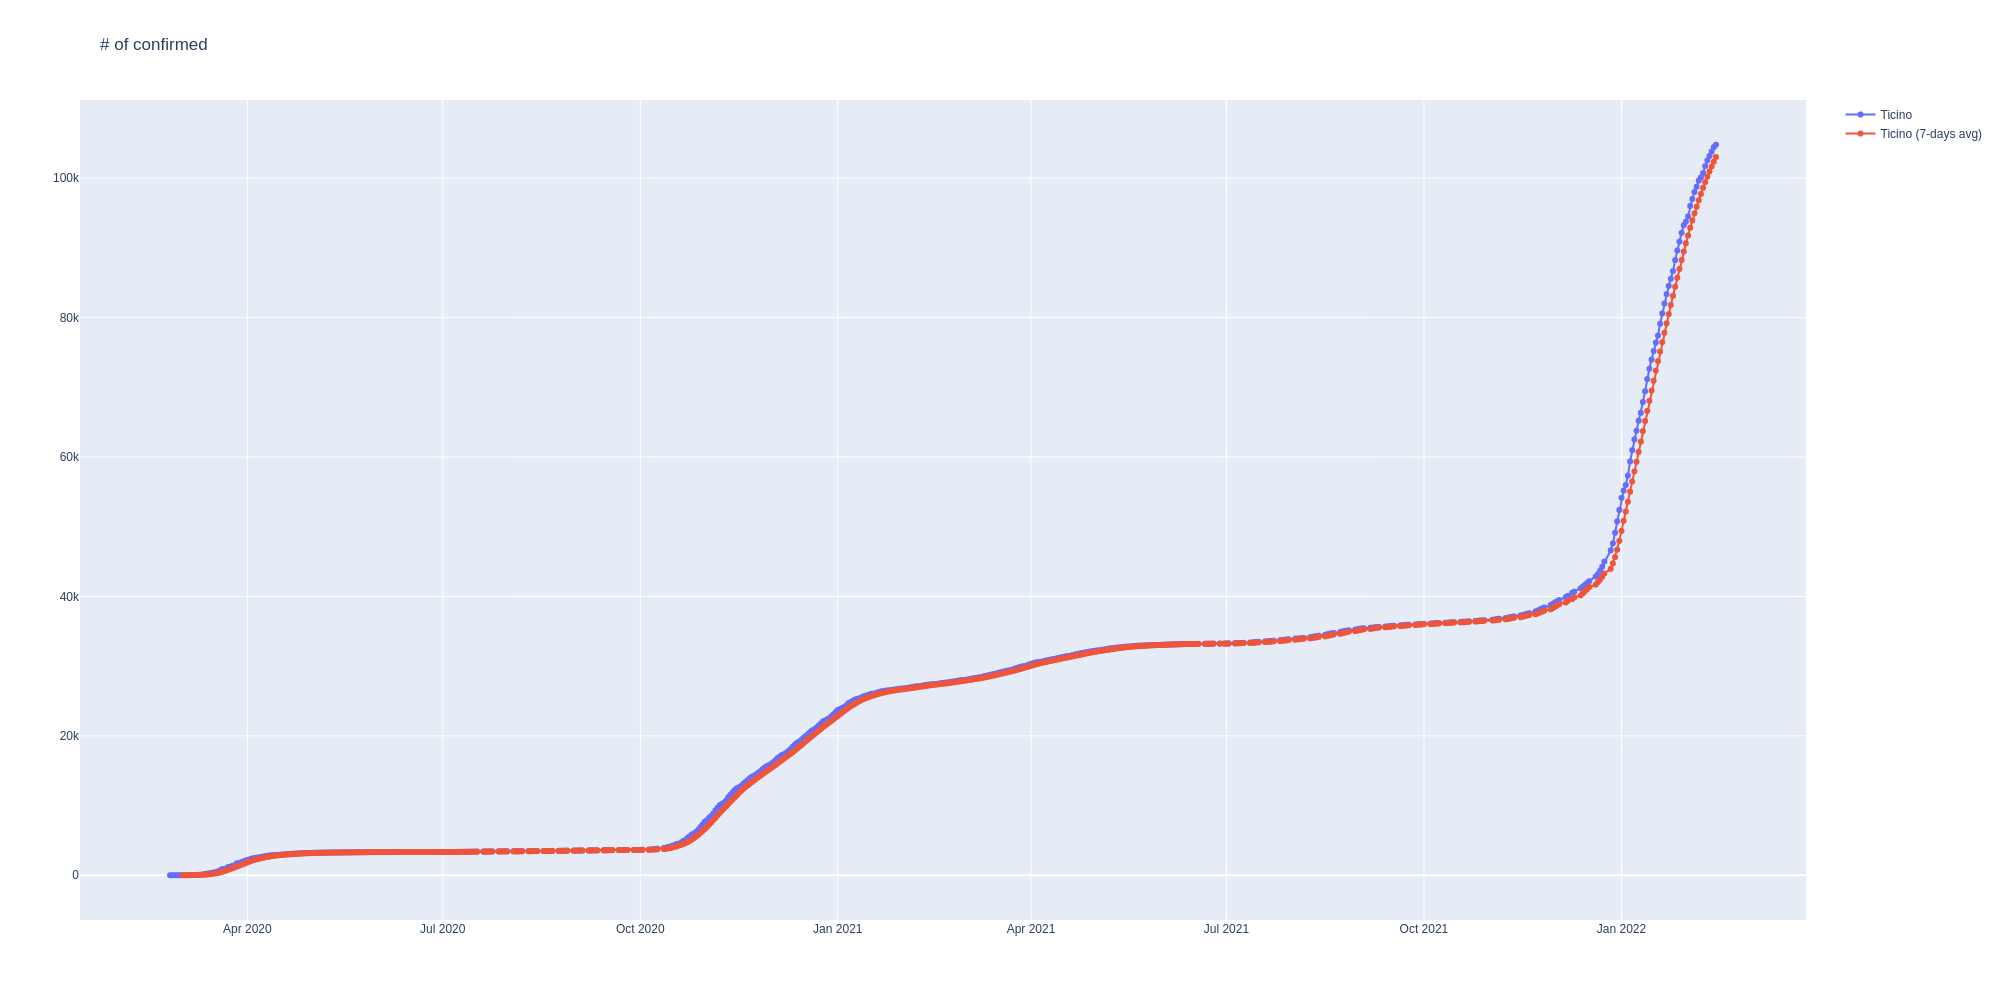 # of confirmed
Ticino
Ticino (7-days avg)
100k
80k
60k
40k
20k
0
Apr 2020
Jul 2020
Oct 2020
Jan 2021
Apr 2021
Jul 2021
Oct 2021
Jan 2022